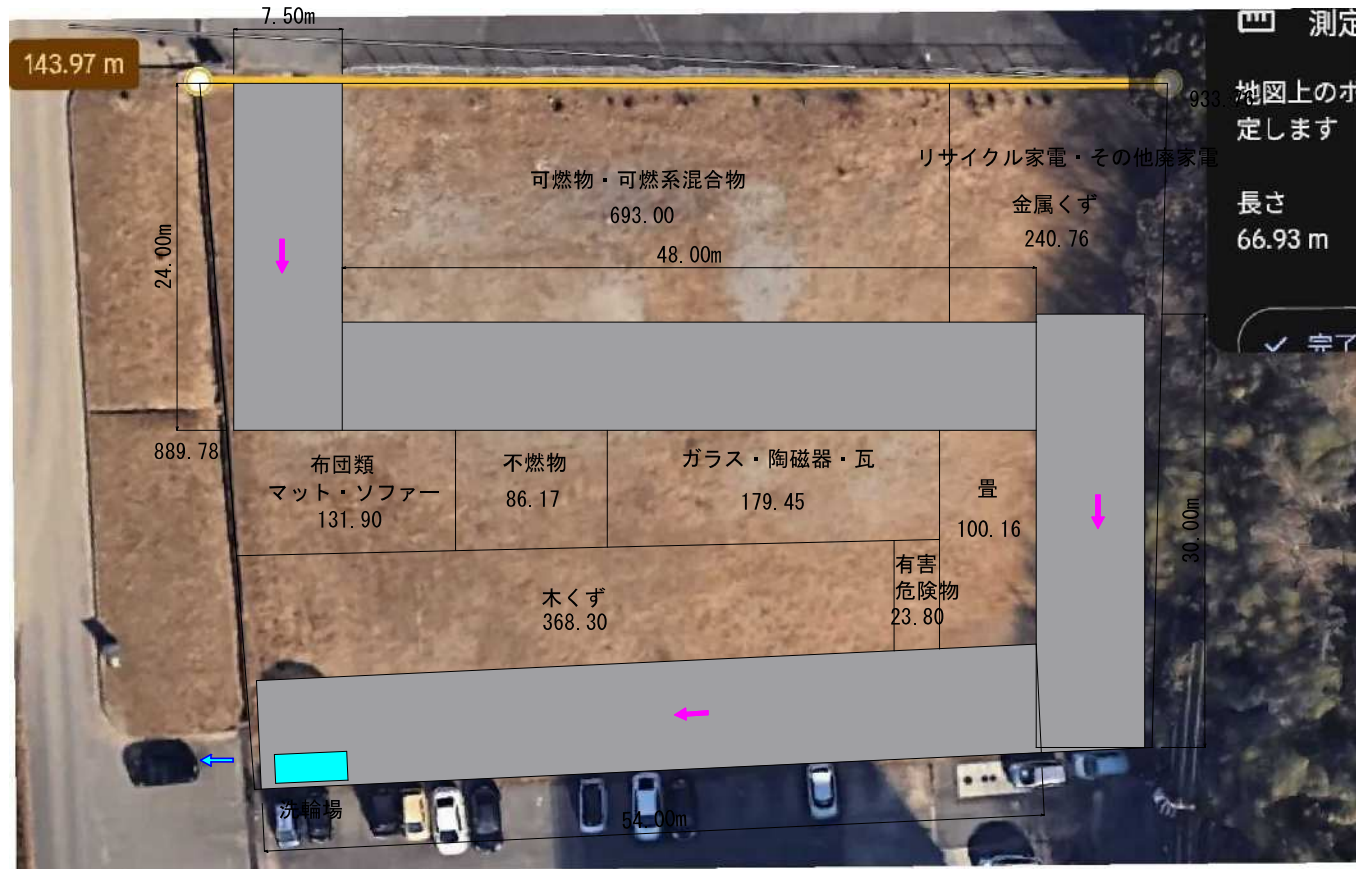 7.50m
143.97 m
測定
933.76
地図上のポ
定します
リサイクル家電・その他廃家電
可燃物・可燃系混合物
693.00
金属くず
240.76
長さ
66.93 m
24.00m
48.00m
完了
889.78
布団類
マット・ソファー
131.90
不燃物
86.17
ガラス・陶磁器・瓦
179.45
畳
100.16
30.00m
有害
危険物
23.80
木くず
368.30
洗輪場
54.00m